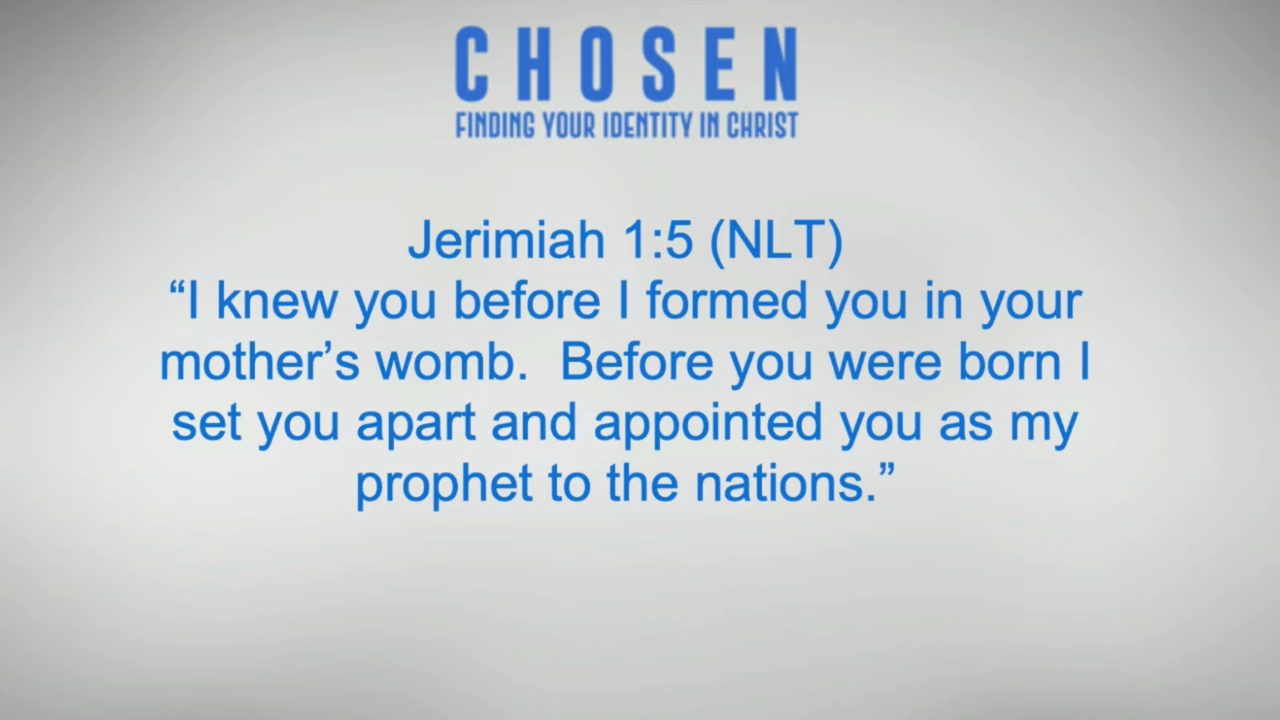 CHOSEN
FINDING YOUR IDENTITY IN CHRIST
Jerimiah 1:5 (NLT)
“I knew you before I formed you in your
mother’s womb.  Before you were born I
set you apart and appointed you as my
prophet to the nations.”